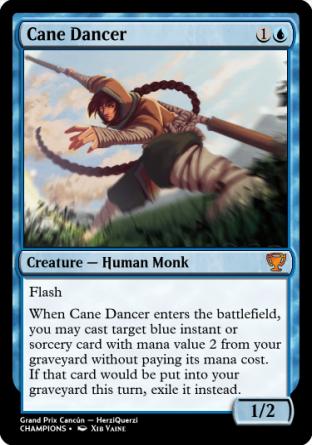 Cane Dancer 1
Creature — Human Monk
Flash
When Cane Dancer enters the battlefield,
you may cast target blue instant or
sorcery card with mana value 2 from your
graveyard without paying its mana cost.
If that card would be put into your
graveyard this turn, exile it instead.
1/2
Grand Prix Cancún — HerziQuerzi
CHAMPIONS • Xib Vaine